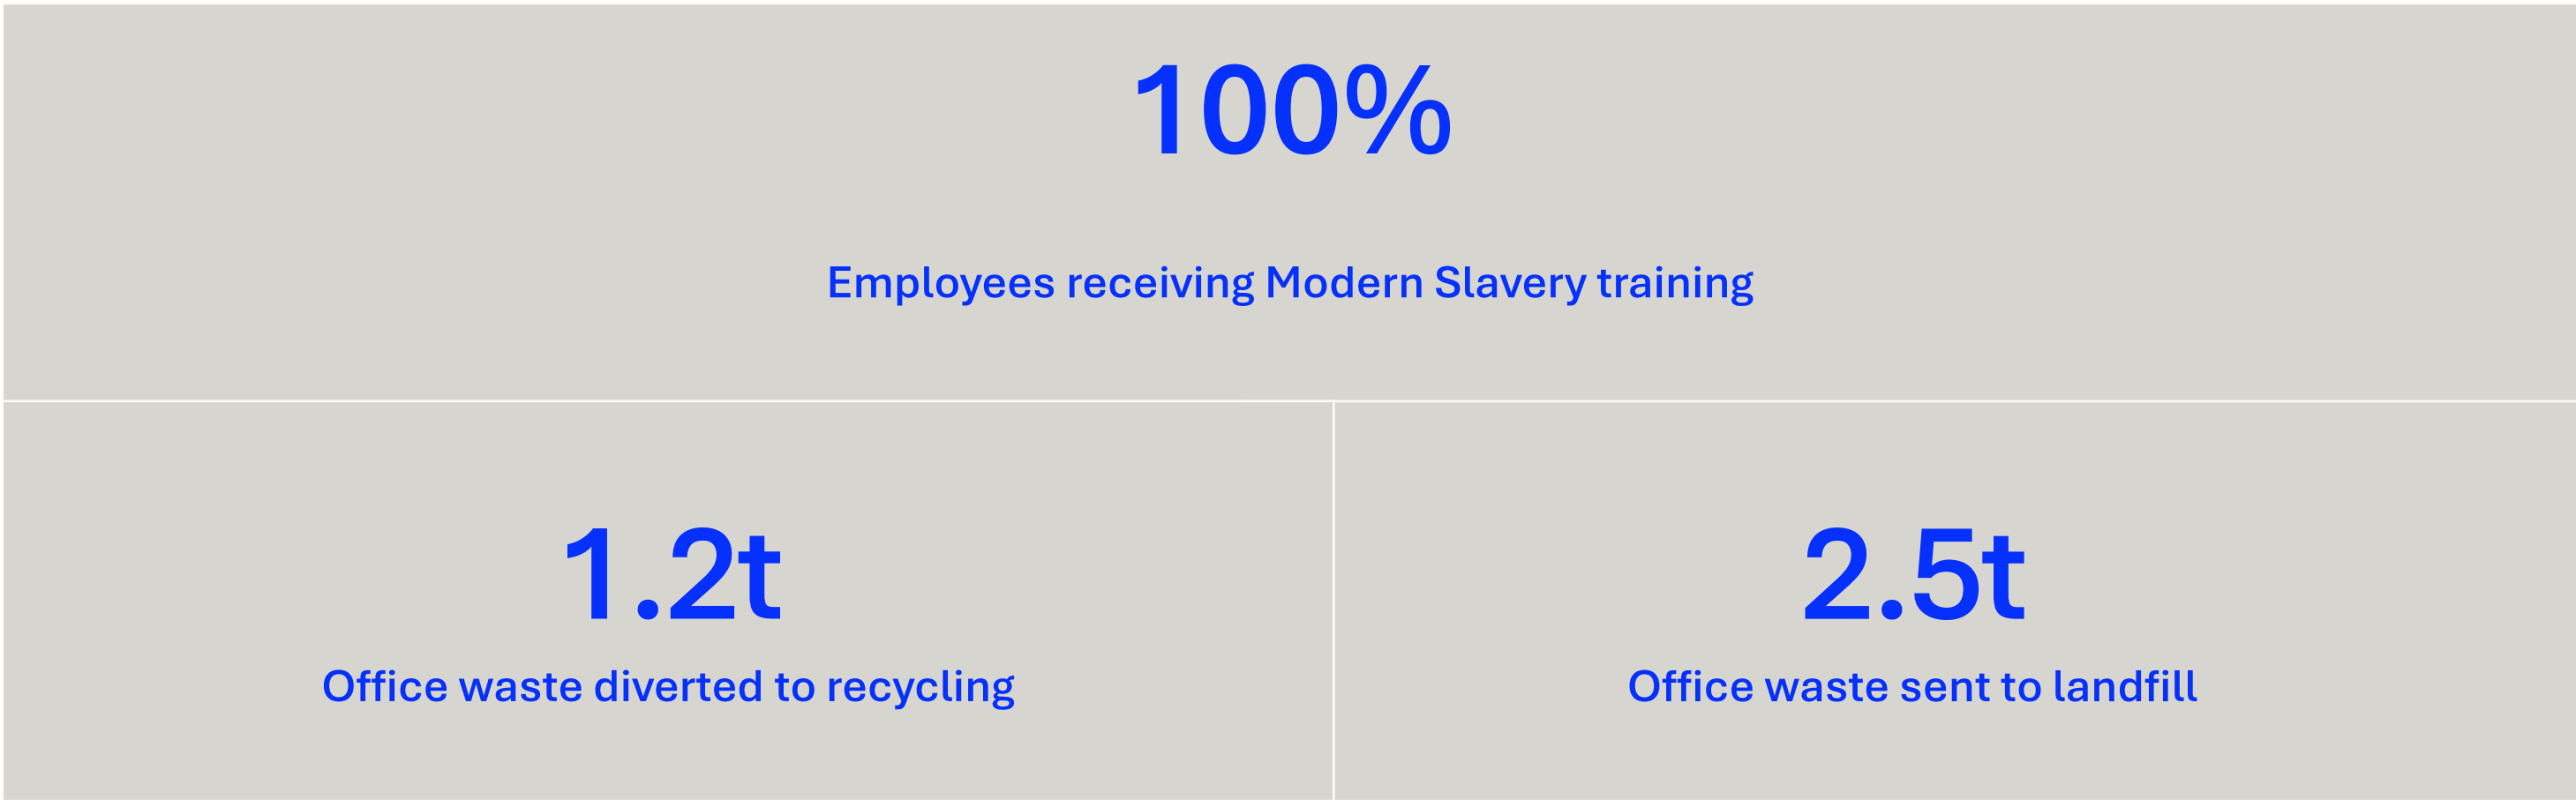 100%
Employees receiving Modern Slavery training
1.2t
Office waste diverted to recycling
2.5t
Office waste sent to landfill